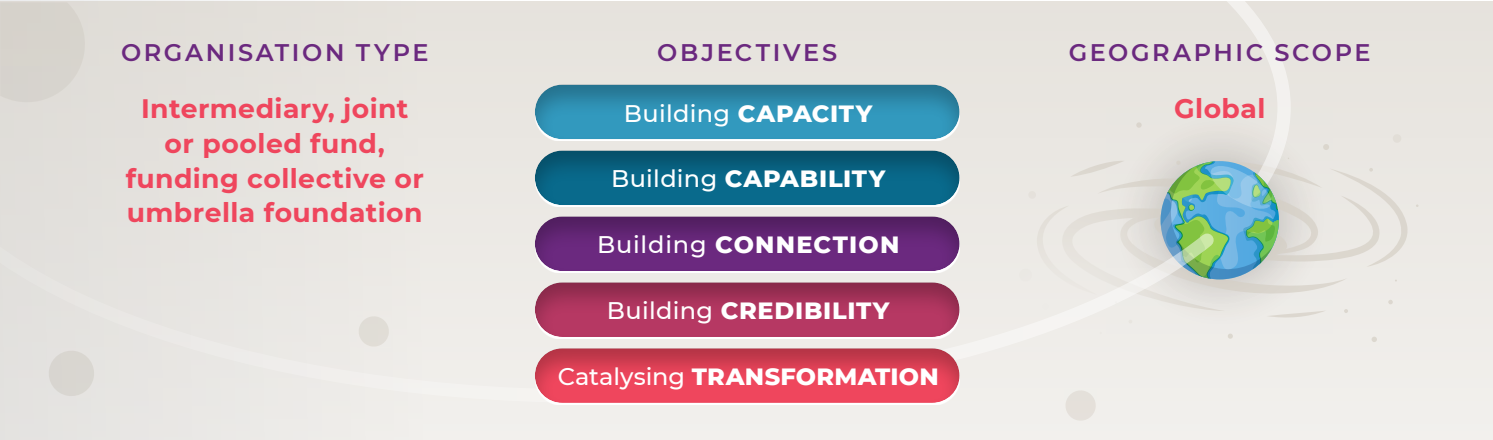 ORGANISATION TYPE
Intermediary, joint
or pooled fund,
funding collective or
umbrella foundation
OBJECTIVES
Building CAPACITY
Building CAPABILITY
Building CONNECTION
Building CREDIBILITY
Catalysing TRANSFORMATION
GEOGRAPHIC SCOPE
Global